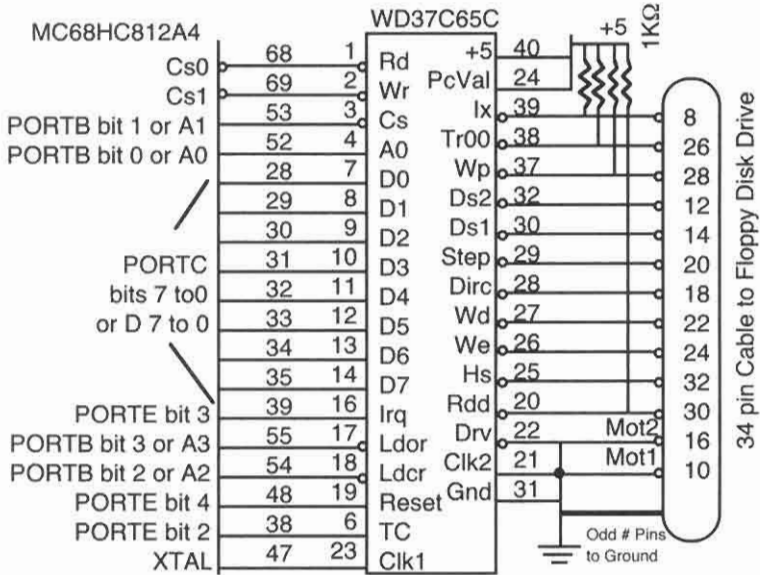 MC68HC812A4
WD37C65C
+5
1KΩ
Cs0 68 1 Rd
Cs1 69 2 Wr
PORTB bit 1 or A1 53 3 Cs
PORTB bit 0 or A0 52 4 A0
28 7 D0
29 8 D1
30 9 D2
31 10 D3
32 11 D4
33 12 D5
34 13 D6
35 14 D7
PORTC
bits 7 to0
or D 7 to 0
PORTE bit 3 39 16 Irq
PORTB bit 3 or A3 55 17 Ldor
PORTB bit 2 or A2 54 18 Ldcr
PORTE bit 4 48 19 Reset
PORTE bit 2 38 6 TC
XTAL 47 23 Clk1
+5 40
PcVal 24
Ix 39 8
Tr00 38 26
Wp 37 28
Ds2 32 12
Ds1 30 14
Step 29 20
Dirc 28 18
Wd 27 22
We 26 24
Hs 25 32
Rdd 20 30
Drv 22 Mot2 16
Clk2 21 Mot1 10
Gnd 31
Odd # Pins
to Ground
34 pin Cable to Floppy Disk Drive